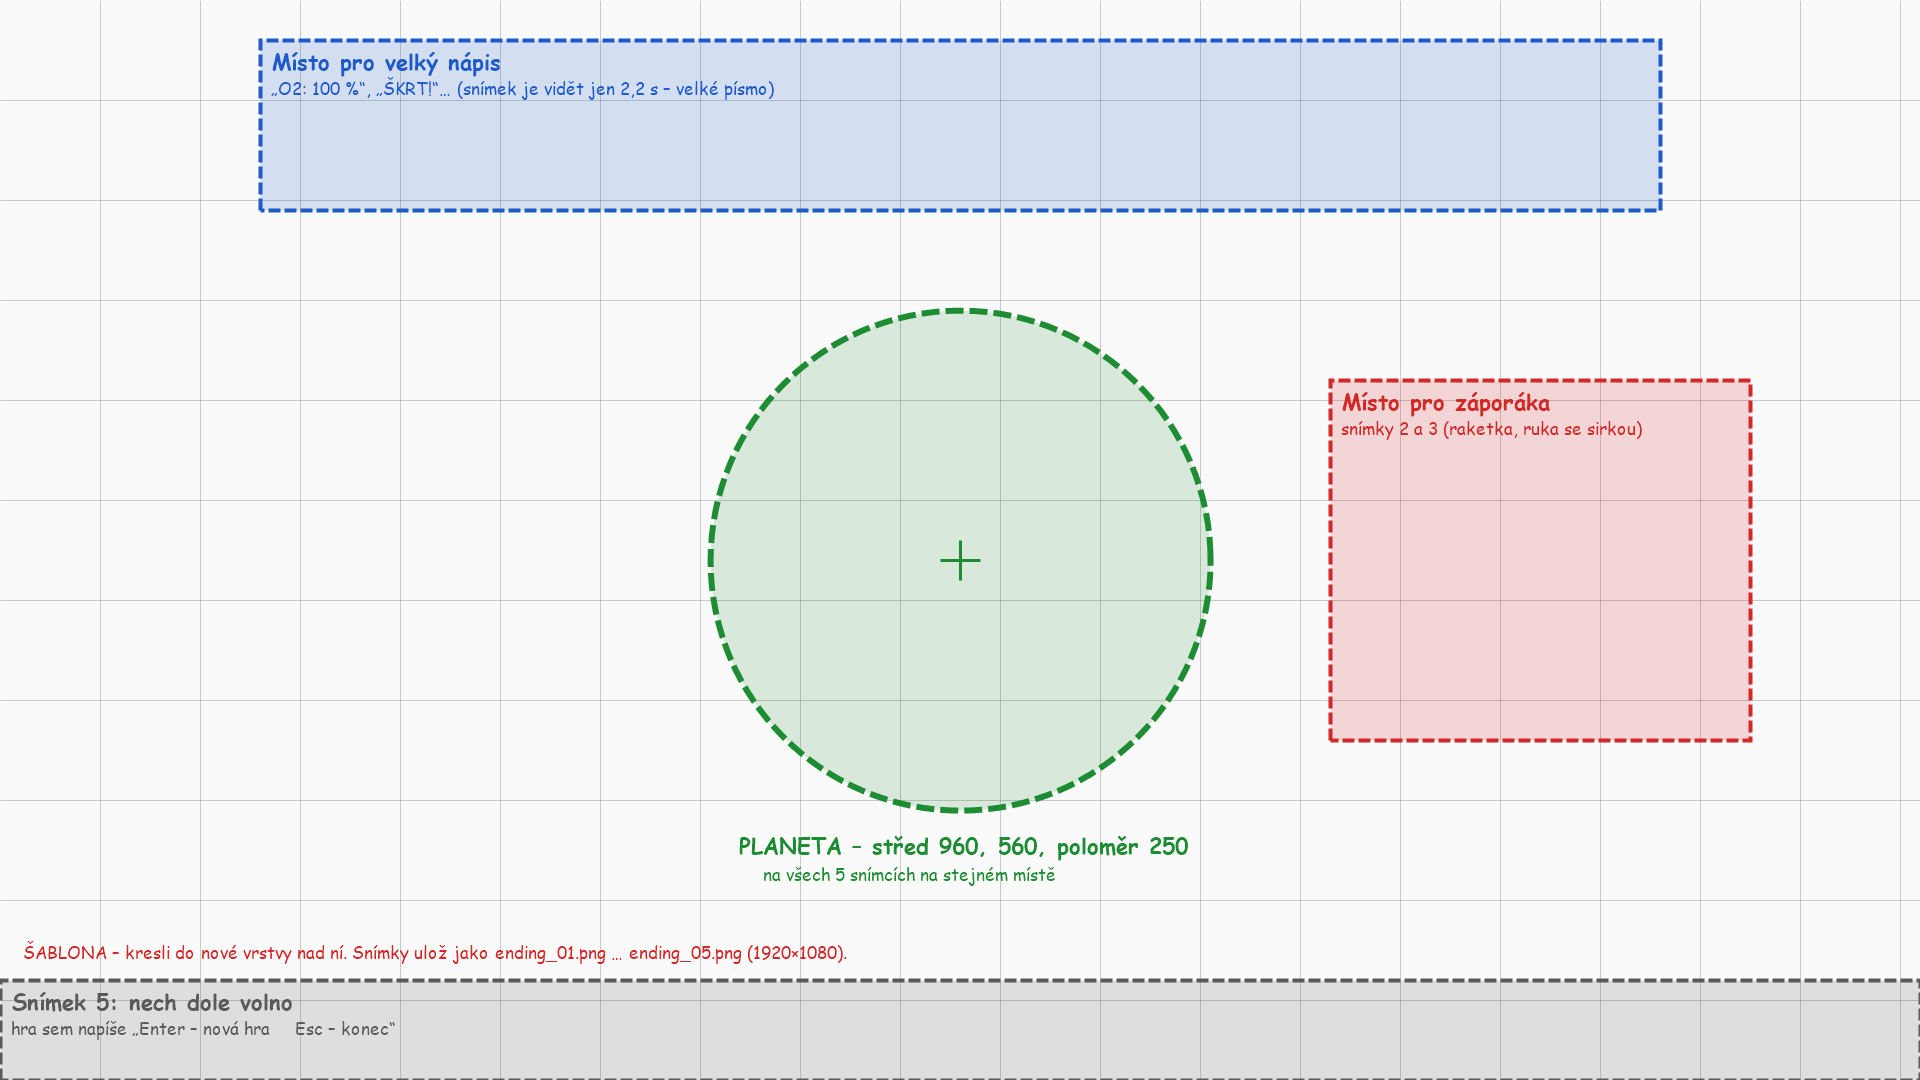 Místo pro velký nápis
„O2: 100 %“, „ŠKRT!“... (snímek je vidět jen 2,2 s – velké písmo)
Místo pro záporáka
snímky 2 a 3 (raketka, ruka se sirkou)
PLANETA – střed 960, 560, poloměr 250
na všech 5 snímcích na stejném místě
ŠABLONA – kresli do nové vrstvy nad ní. Snímky ulož jako ending_01.png ... ending_05.png (1920×1080).
Snímek 5: nech dole volno
hra sem napíše „Enter – nová hra     Esc – konec“